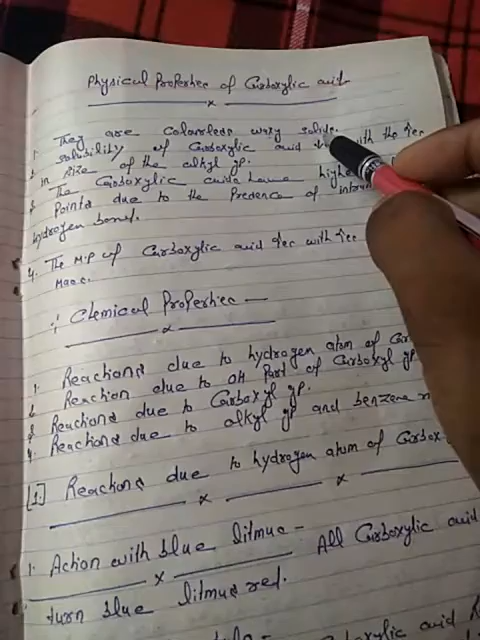 Physical Properties of Carboxylic acid
1. They are colourless waxy solids.
2. Solubility of Carboxylic acid with the ↑es
in size of the alkyl gp.
3. The Carboxylic acids have highe
Points due to the Presence of
hydrogen bond.
4. The M.P of Carboxylic acid ↑es with ↑es
Mass.
Chemical Properties —
1. Reactions due to hydrogen atom of
2. Reaction due to OH Part of Carboxyl gp
3. Reactions due to Carboxyl gp.
4. Reactions due to alkyl gp and benzene
[1] Reactions due to hydrogen atom of
1. Action with blue litmus — All Carboxylic acid
turn blue litmus red.